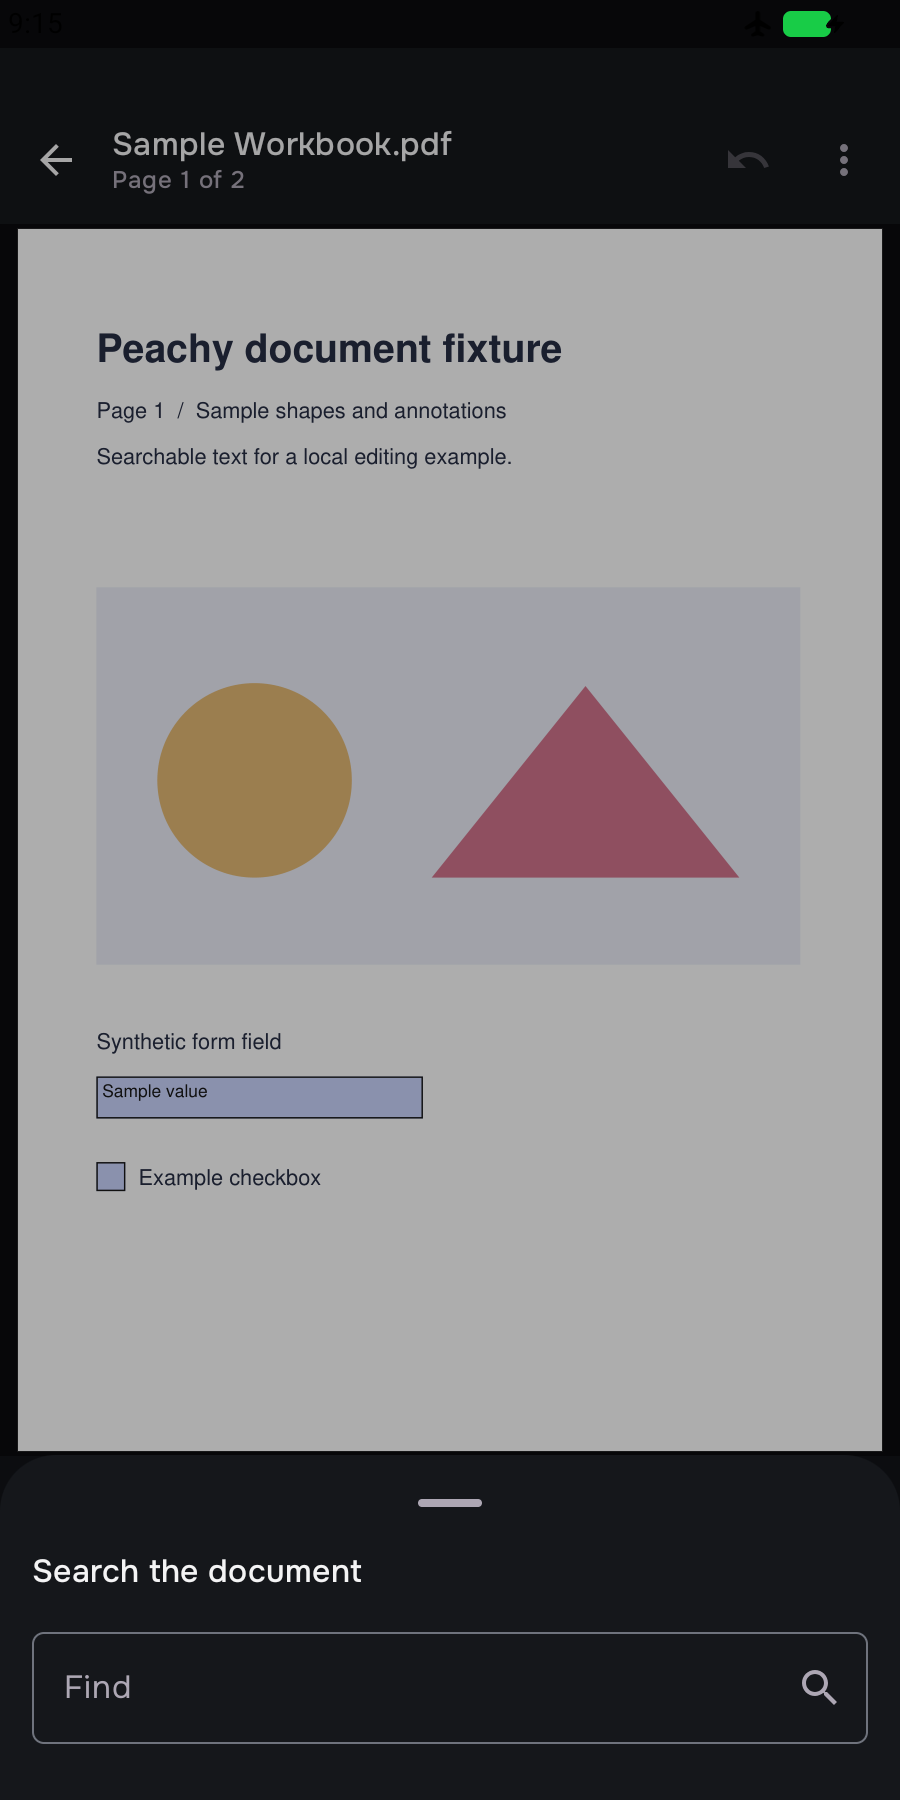 9:15
Sample Workbook.pdf
Page 1 of 2
Peachy document fixture
Page 1 / Sample shapes and annotations
Searchable text for a local editing example.
Synthetic form field
Sample value
Example checkbox
Search the document
Find